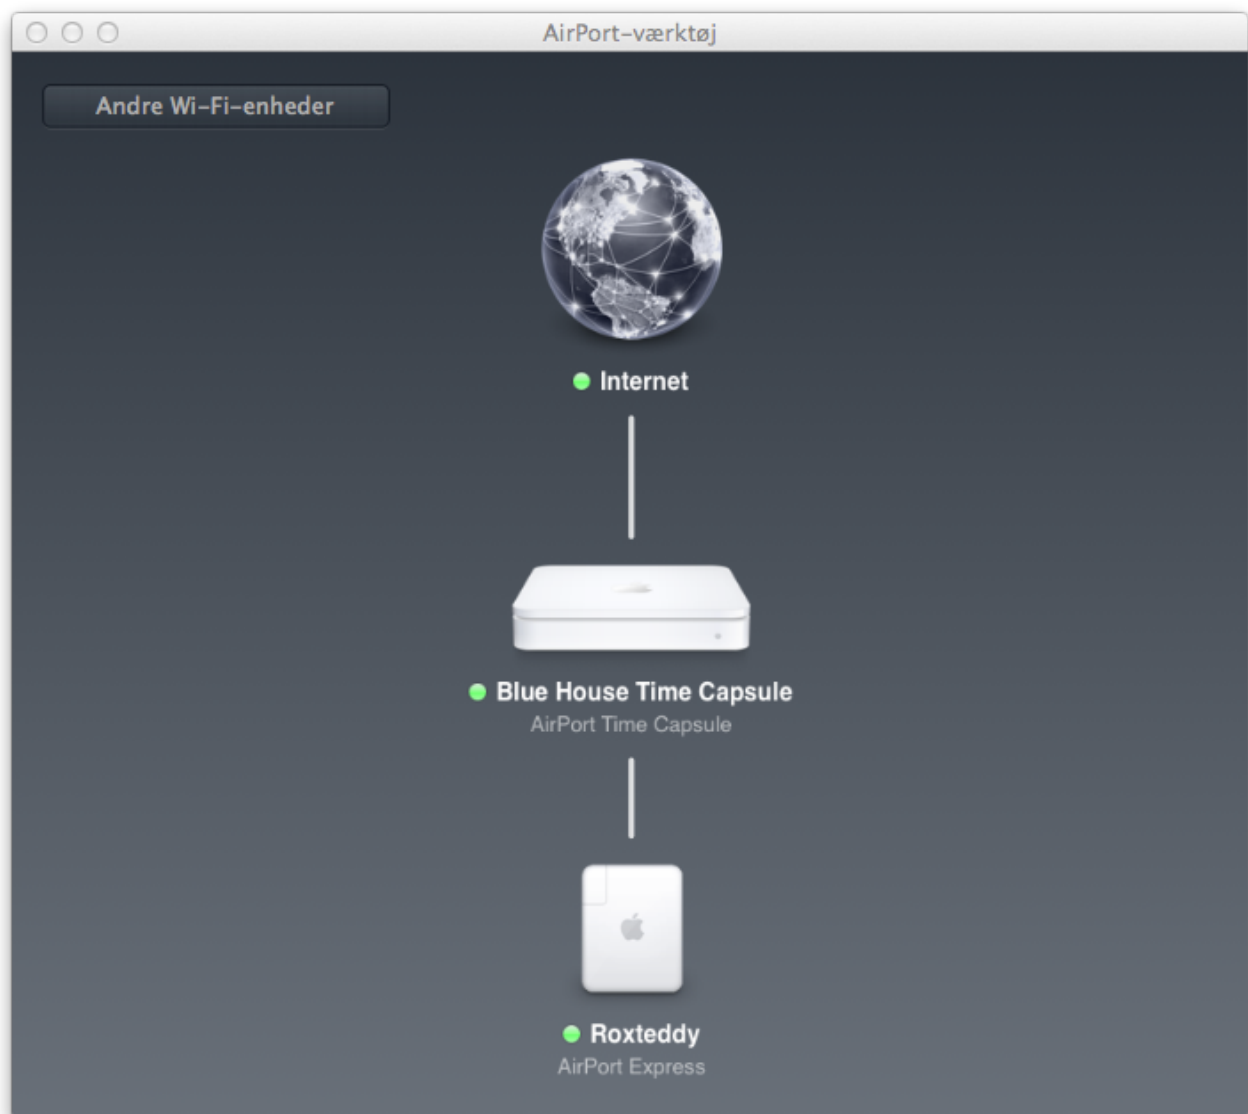 AirPort-værktøj
Andre Wi-Fi-enheder
Internet
Blue House Time Capsule
AirPort Time Capsule
Roxteddy
AirPort Express